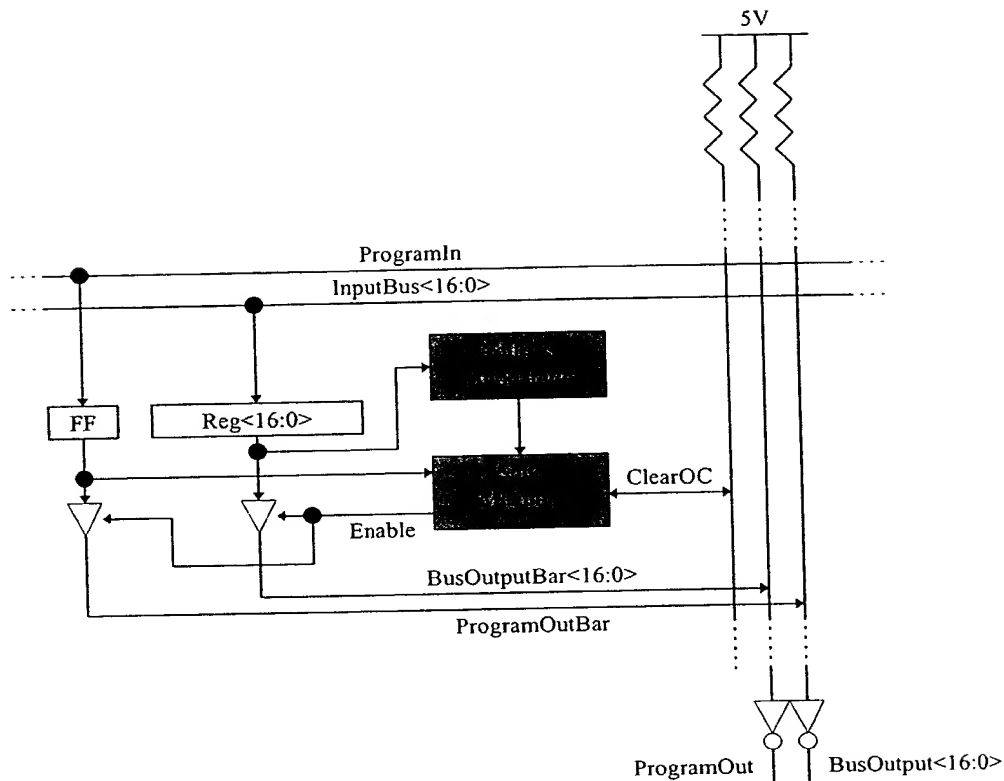 5V
ProgramIn
InputBus<16:0>
FF
Reg<16:0>
ClearOC
Enable
BusOutputBar<16:0>
ProgramOutBar
ProgramOut
BusOutput<16:0>